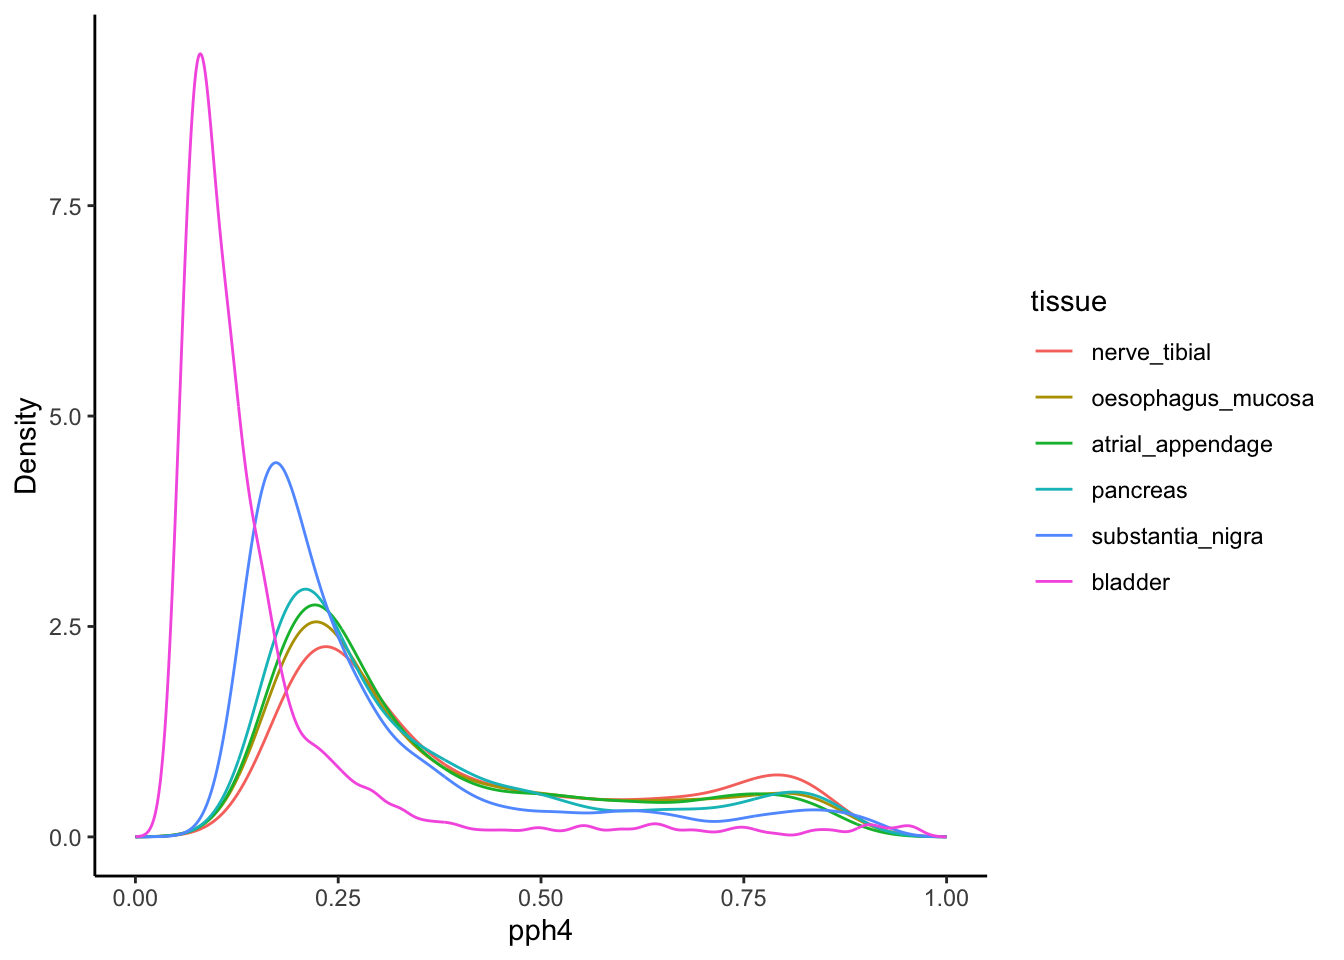 Density
7.5
5.0
2.5
0.0
0.00 0.25 0.50 0.75 1.00
pph4
tissue
nerve_tibial
oesophagus_mucosa
atrial_appendage
pancreas
substantia_nigra
bladder